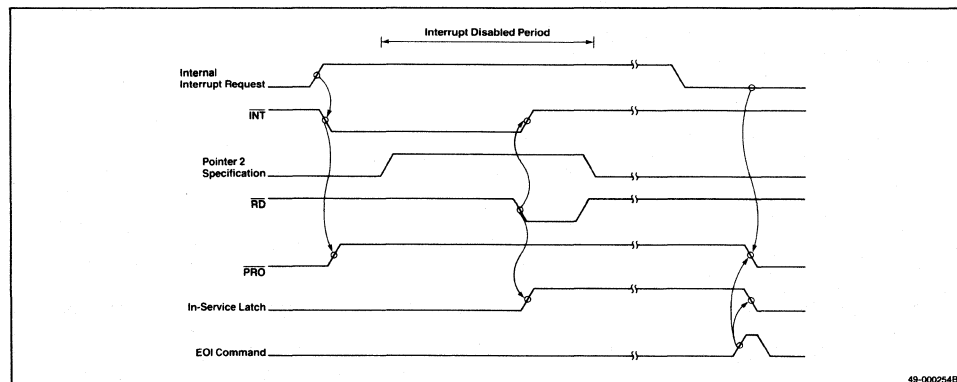 Interrupt Disabled Period
Internal
Interrupt Request
INT
Pointer 2
Specification
RD
PRO
In-Service Latch
EOI Command
49-000254B